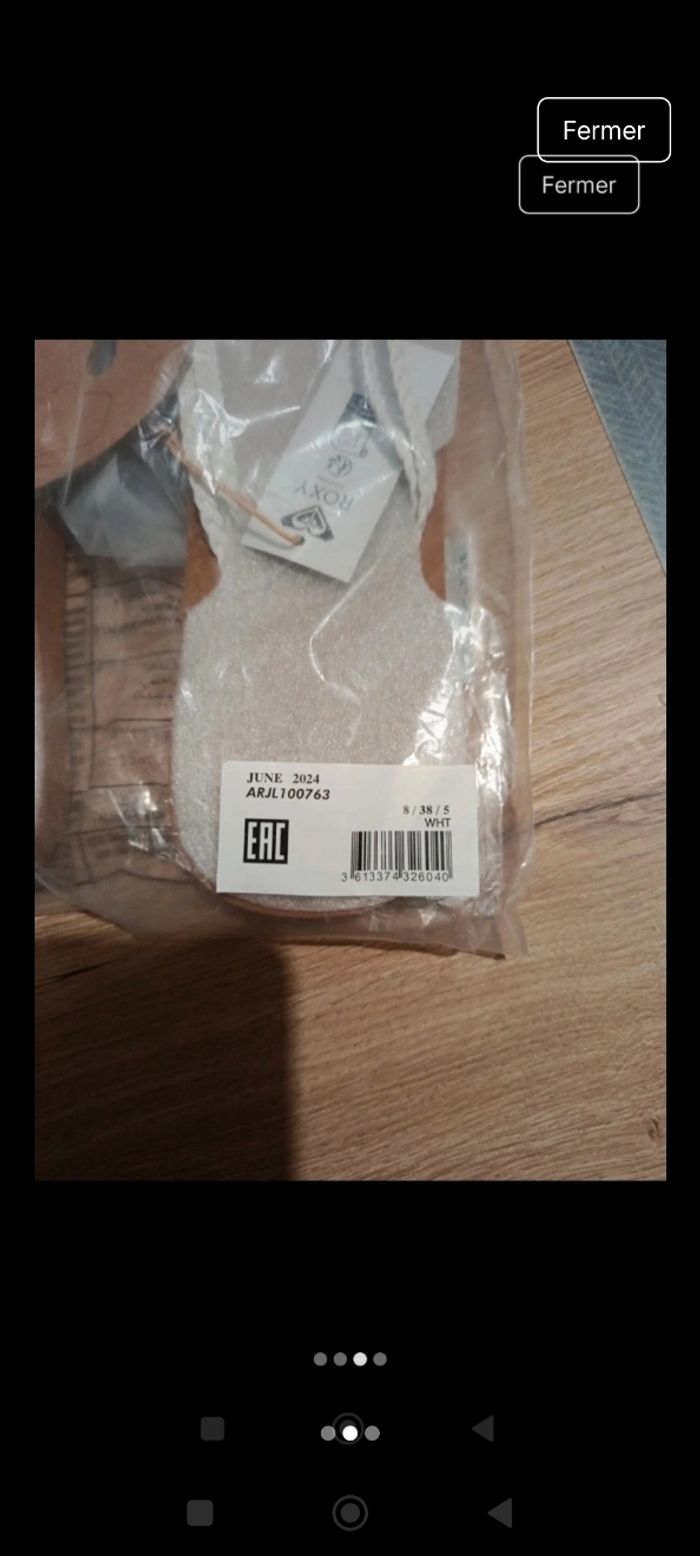 Fermer
Fermer
ROXY
JUNE 2024
ARJL100763
8 / 38 / 5
WHT
EAC
3 613374 326040